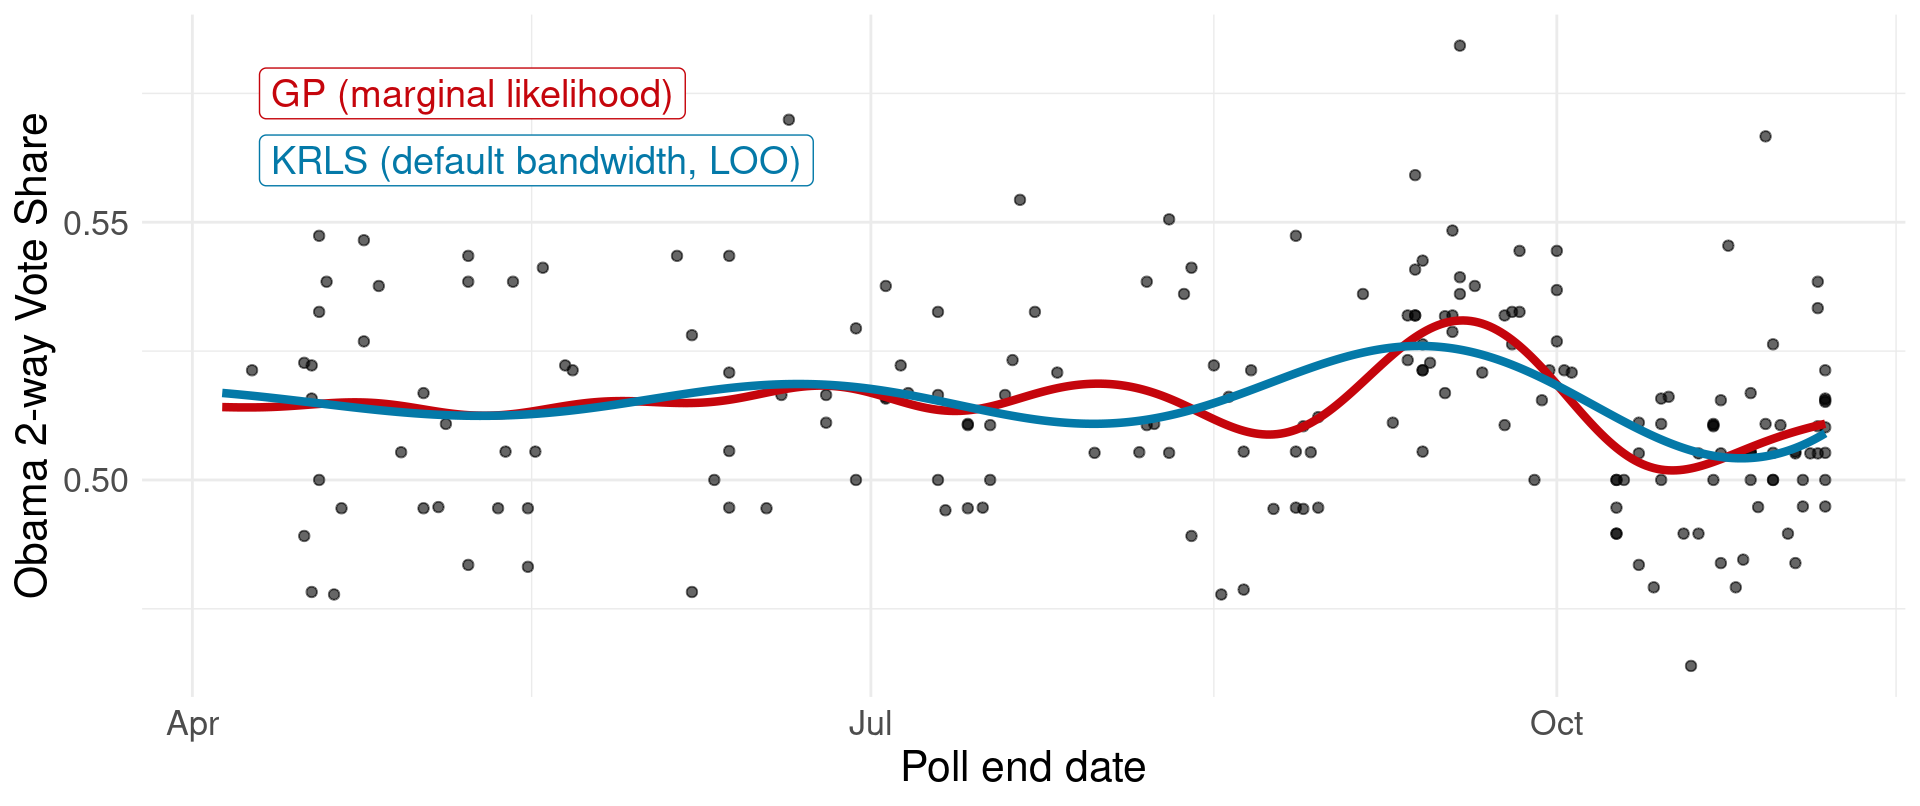 GP (marginal likelihood)
KRLS (default bandwidth, LOO)
Obama 2-way Vote Share
0.55
0.50
Apr
Jul
Oct
Poll end date